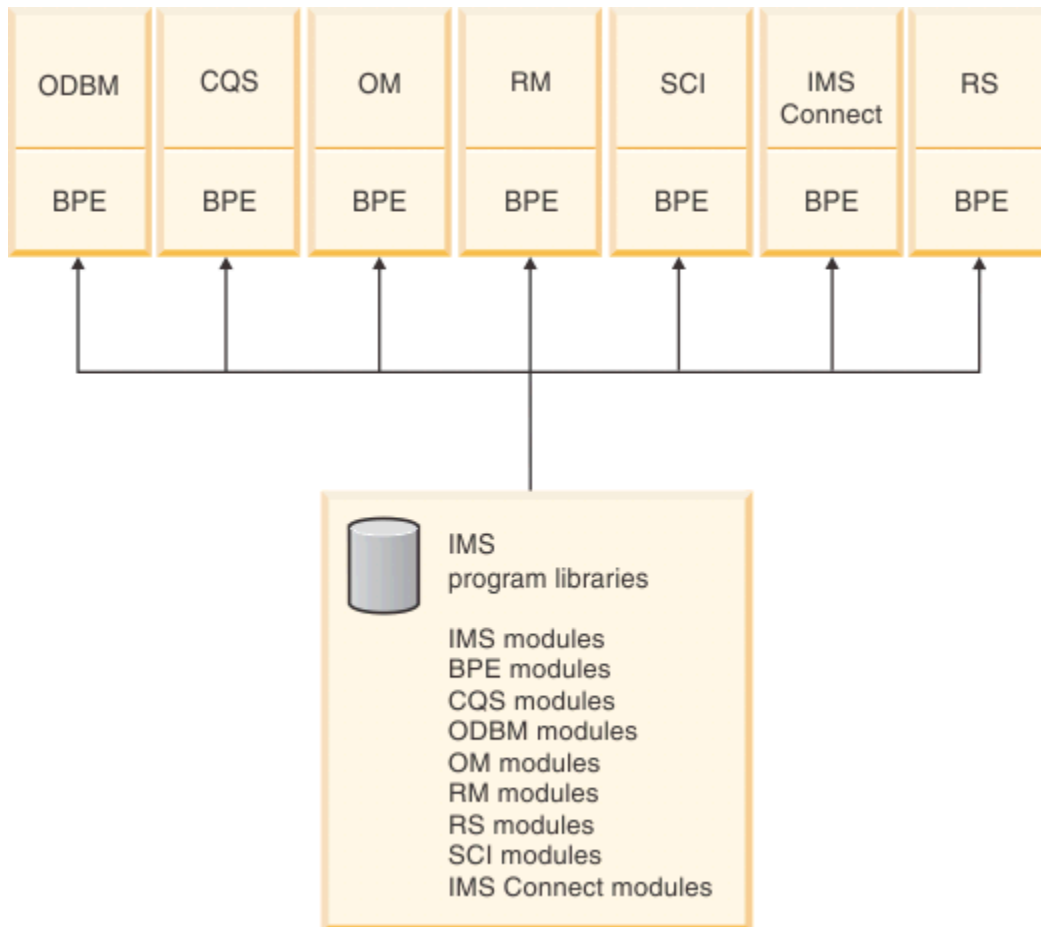 ODBM
CQS
OM
RM
SCI
IMS
Connect
RS
BPE
BPE
BPE
BPE
BPE
BPE
BPE
IMS
program libraries
IMS modules
BPE modules
CQS modules
ODBM modules
OM modules
RM modules
RS modules
SCI modules
IMS Connect modules